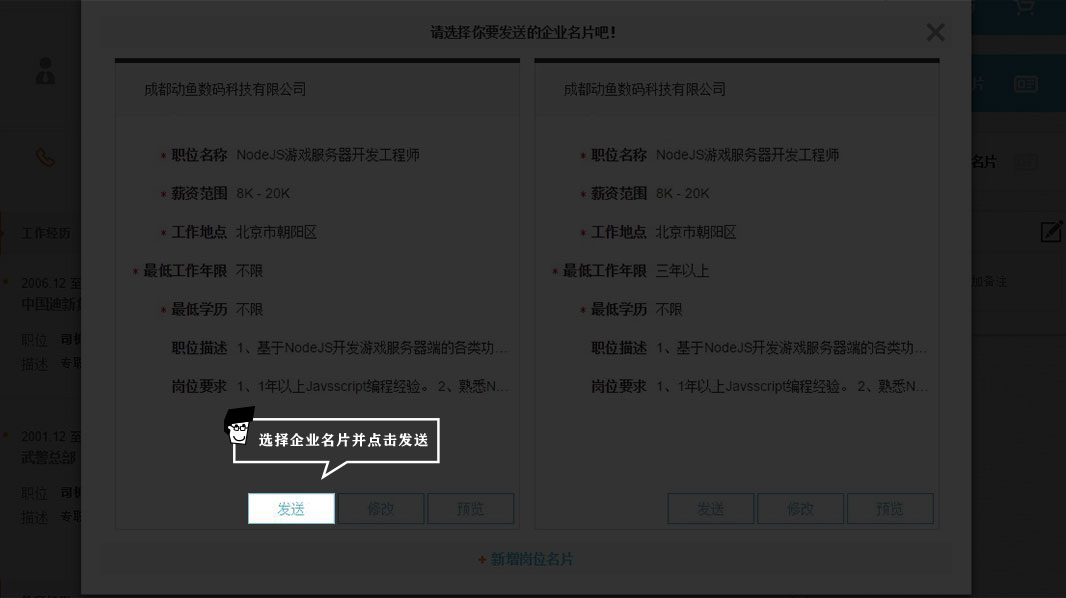 请选择你要发送的企业名片吧!
片
成都动鱼数码科技有限公司
成都动鱼数码科技有限公司
* 职位名称 NodeJS游戏服务器开发工程师
* 职位名称 NodeJS游戏服务器开发工程师
名片
* 薪资范围 8K - 20K
* 薪资范围 8K - 20K
工作经历
* 工作地点 北京市朝阳区
* 工作地点 北京市朝阳区
* 最低工作年限 不限
* 最低工作年限 三年以上
* 2006.12 至
加备注
中国迪新
* 最低学历 不限
* 最低学历 不限
职位 司机
职位描述 1、基于NodeJS开发游戏服务器端的各类功...
职位描述 1、基于NodeJS开发游戏服务器端的各类功...
描述 专职
岗位要求 1、1年以上Javsscript编程经验。 2、熟悉N...
岗位要求 1、1年以上Javsscript编程经验。 2、熟悉N...
* 2001.12 至
选择企业名片并点击发送
武警总部
职位 司机
描述 专职
发送 修改 预览
发送 修改 预览
+ 新增岗位名片